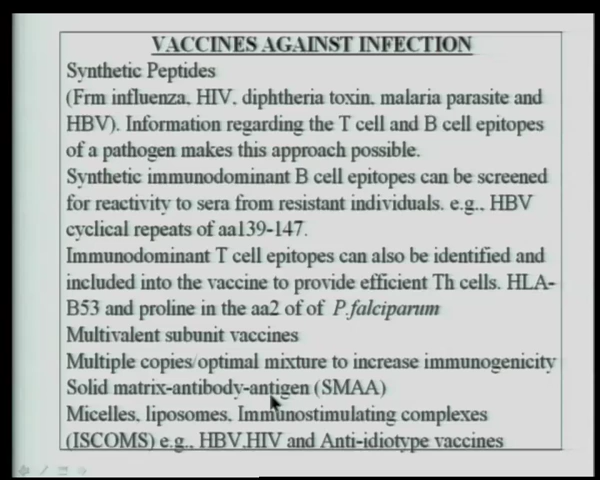 VACCINES AGAINST INFECTION
Synthetic Peptides
(Frm influenza, HIV, diphtheria toxin, malaria parasite and
HBV). Information regarding the T cell and B cell epitopes
of a pathogen makes this approach possible.
Synthetic immunodominant B cell epitopes can be screened
for reactivity to sera from resistant individuals. e.g., HBV
cyclical repeats of aa139-147.
Immunodominant T cell epitopes can also be identified and
included into the vaccine to provide efficient Th cells. HLA-
B53 and proline in the aa2 of of P.falciparum
Multivalent subunit vaccines
Multiple copies/optimal mixture to increase immunogenicity
Solid matrix-antibody-antigen (SMAA)
Micelles, liposomes, Immunostimulating complexes
(ISCOMS) e.g., HBV,HIV and Anti-idiotype vaccines